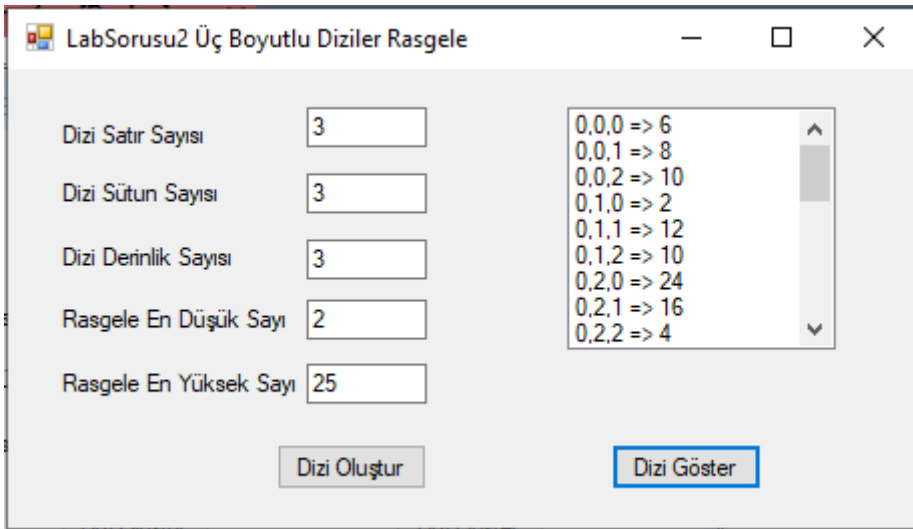 LabSorusu2 Üç Boyutlu Diziler Rasgele
Dizi Satır Sayısı
3
Dizi Sütun Sayısı
3
Dizi Derinlik Sayısı
3
Rasgele En Düşük Sayı
2
Rasgele En Yüksek Sayı
25
Dizi Oluştur
0,0,0 => 6
0,0,1 => 8
0,0,2 => 10
0,1,0 => 2
0,1,1 => 12
0,1,2 => 10
0,2,0 => 24
0,2,1 => 16
0,2,2 => 4
Dizi Göster